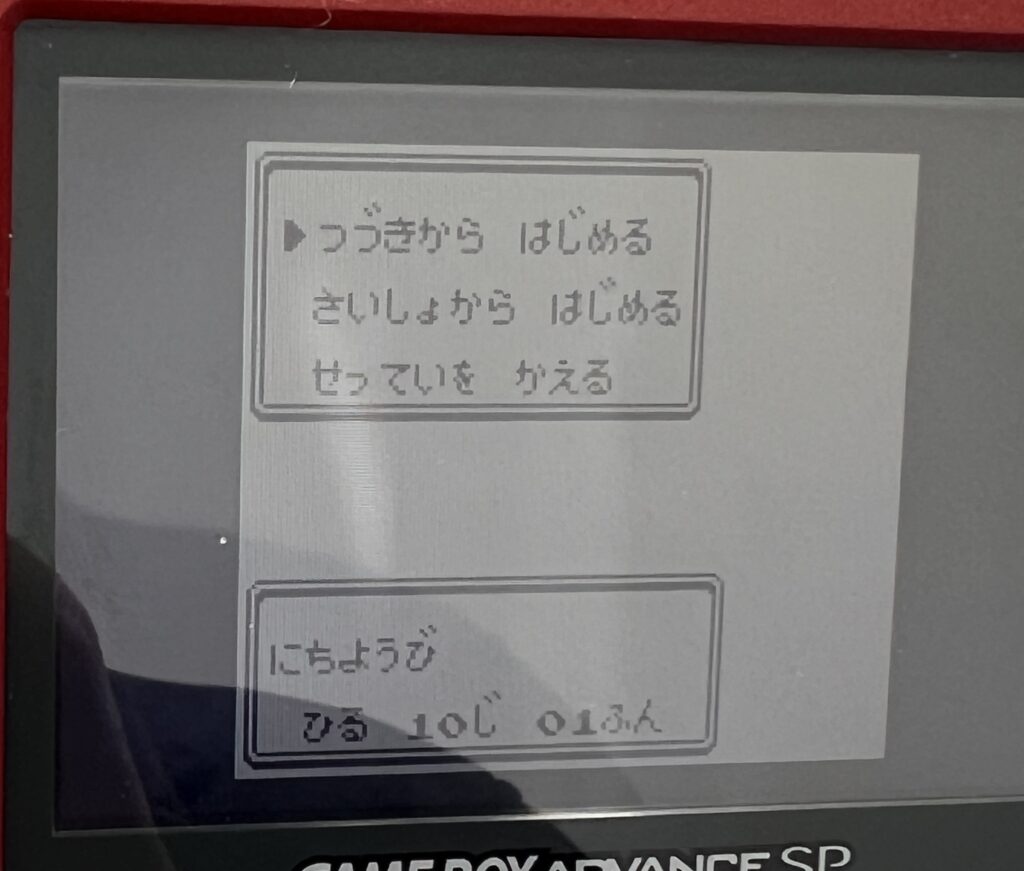 ▶つづきから はじめる
さいしょから はじめる
せっていを かえる
にちようび
ひる 10じ 01ふん
GAME BOY ADVANCE SP